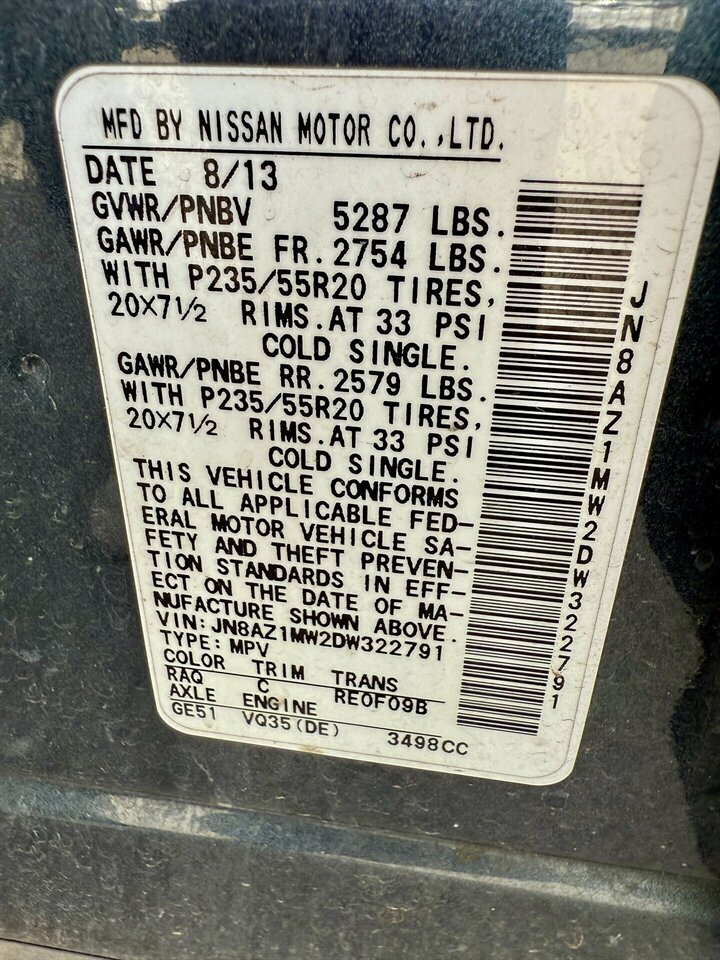 MFD BY NISSAN MOTOR CO.,LTD.
DATE 8/13
GVWR/PNBV 5287 LBS.
GAWR/PNBE FR.2754 LBS.
WITH P235/55R20 TIRES,
20X7½ RIMS.AT 33 PSI
COLD SINGLE.
GAWR/PNBE RR.2579 LBS.
WITH P235/55R20 TIRES,
20X7½ RIMS.AT 33 PSI
COLD SINGLE.
THIS VEHICLE CONFORMS
TO ALL APPLICABLE FED-
ERAL MOTOR VEHICLE SA-
FETY AND THEFT PREVEN-
TION STANDARDS IN EFF-
ECT ON THE DATE OF MA-
NUFACTURE SHOWN ABOVE.
VIN:JN8AZ1MW2DW322791
TYPE:MPV
COLOR TRIM TRANS
RAQ C RE0F09B
AXLE ENGINE
GE51 VQ35(DE) 3498CC
JN8AZ1MW2DW322791